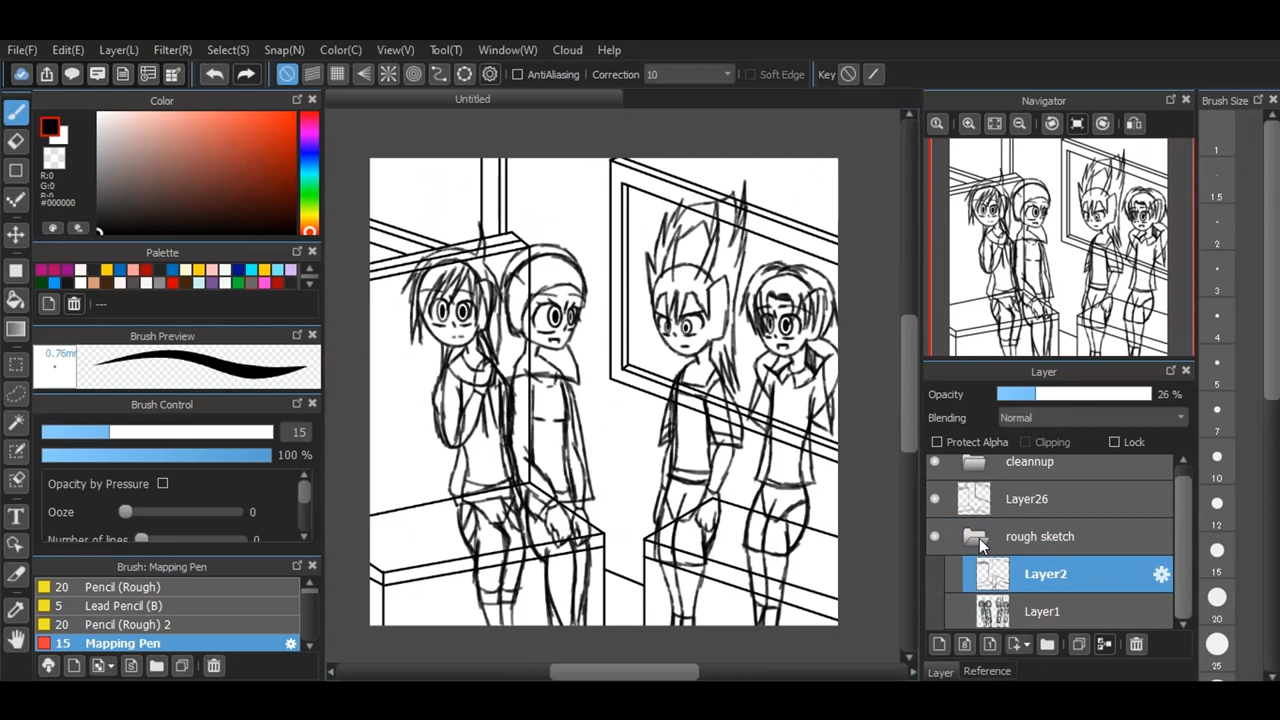 File(F) Edit(E) Layer(L) Filter(R) Select(S) Snap(N) Color(C) View(V) Tool(T) Window(W) Cloud Help
AntiAliasing Correction 10 Soft Edge Key
Color Untitled Navigator Brush Size
R:0
G:0
B:0
#000000
Palette
---
Brush Preview
0.76m
Brush Control
15
100 %
Opacity by Pressure
Ooze 0
Number of lines 0
Brush: Mapping Pen
20 Pencil (Rough)
5 Lead Pencil (B)
20 Pencil (Rough) 2
15 Mapping Pen
Layer
Opacity 26 %
Blending Normal
Protect Alpha Clipping Lock
cleannup
Layer26
rough sketch
Layer2
Layer1
Layer Reference
1
1.5
2
3
4
5
7
10
12
15
20
25